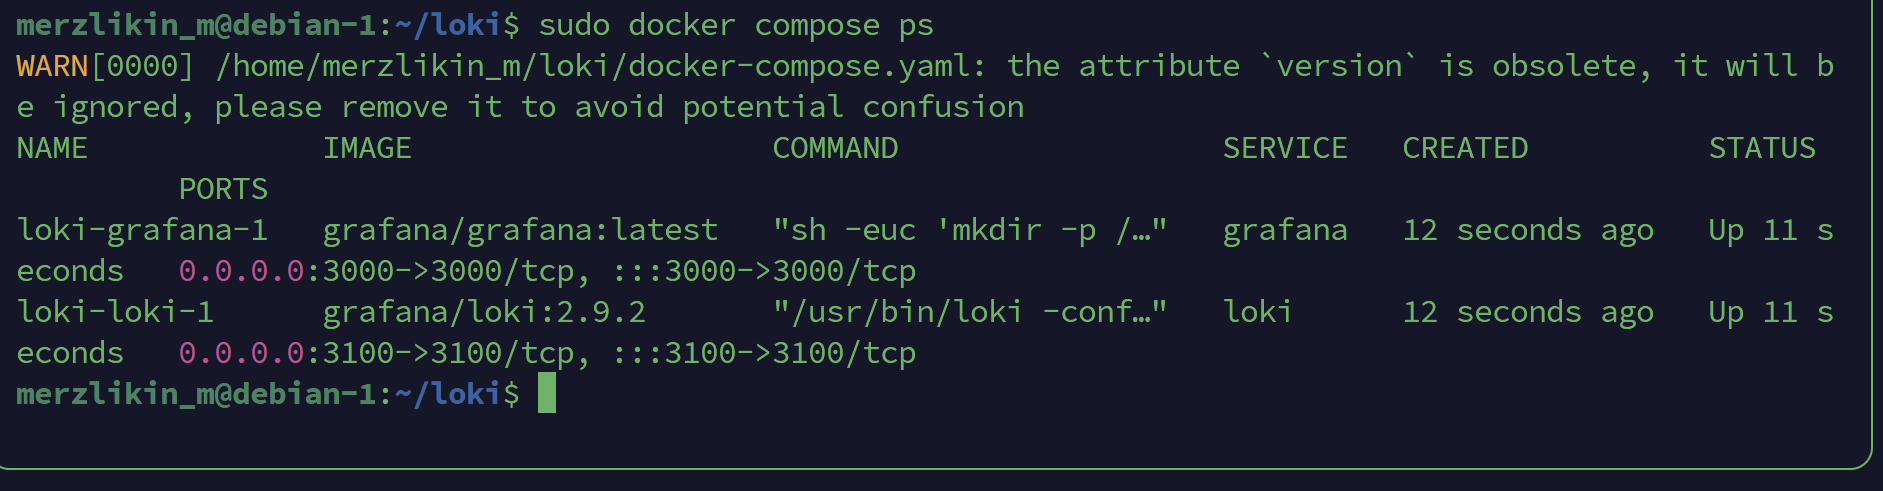 merzlikin_m@debian-1:~/loki$ sudo docker compose ps
WARN[0000] /home/merzlikin_m/loki/docker-compose.yaml: the attribute `version` is obsolete, it will b
e ignored, please remove it to avoid potential confusion
NAME             IMAGE                    COMMAND                  SERVICE   CREATED          STATUS
         PORTS
loki-grafana-1   grafana/grafana:latest   "sh -euc 'mkdir -p /…"   grafana   12 seconds ago   Up 11 s
econds   0.0.0.0:3000->3000/tcp, :::3000->3000/tcp
loki-loki-1      grafana/loki:2.9.2       "/usr/bin/loki -conf…"   loki      12 seconds ago   Up 11 s
econds   0.0.0.0:3100->3100/tcp, :::3100->3100/tcp
merzlikin_m@debian-1:~/loki$